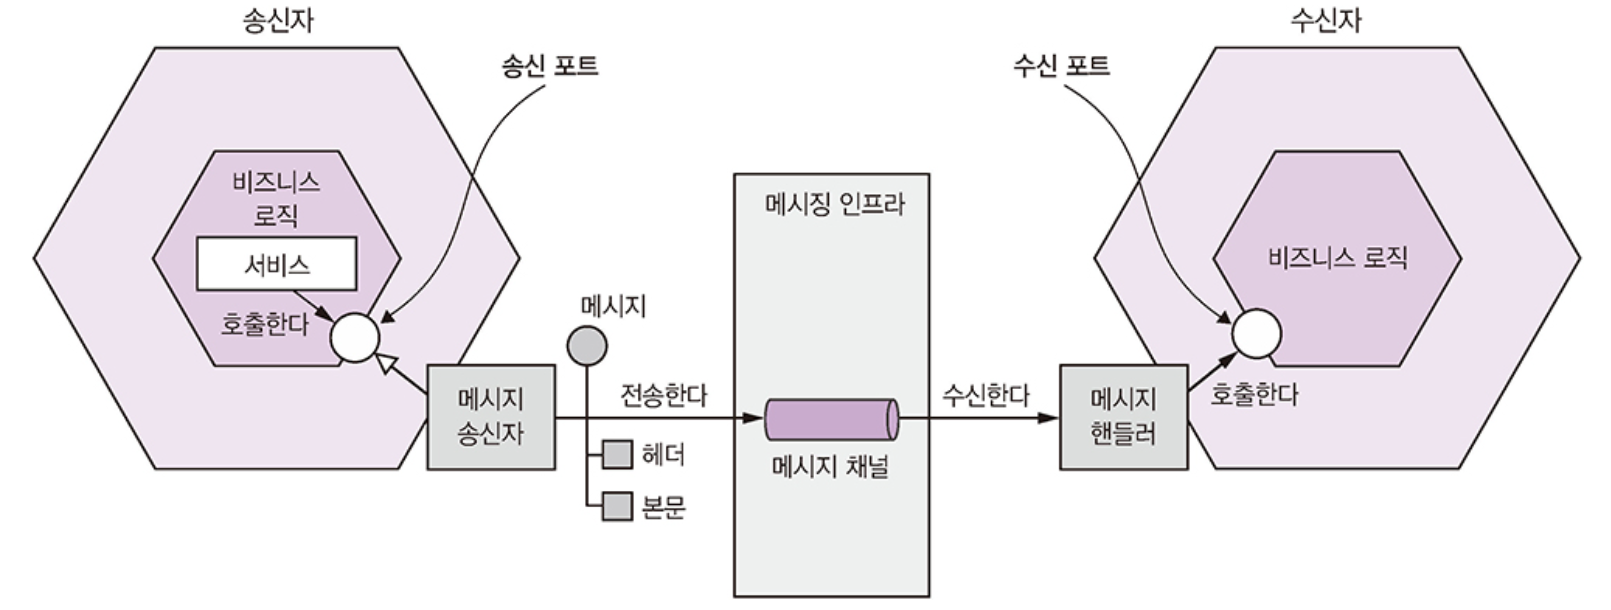 송신자
수신자
송신 포트
수신 포트
비즈니스
로직
서비스
호출한다
메시지
송신자
메시지
헤더
본문
전송한다
메시징 인프라
메시지 채널
수신한다
메시지
핸들러
호출한다
비즈니스 로직